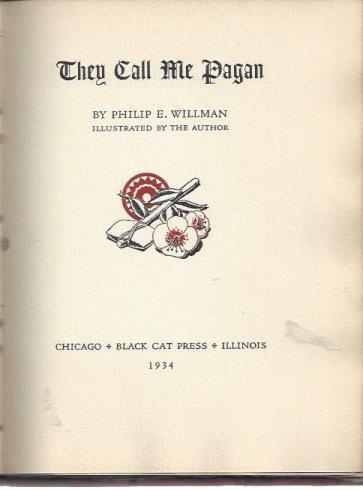 They Call Me Pagan
BY PHILIP E. WILLMAN
ILLUSTRATED BY THE AUTHOR
CHICAGO + BLACK CAT PRESS + ILLINOIS
1934